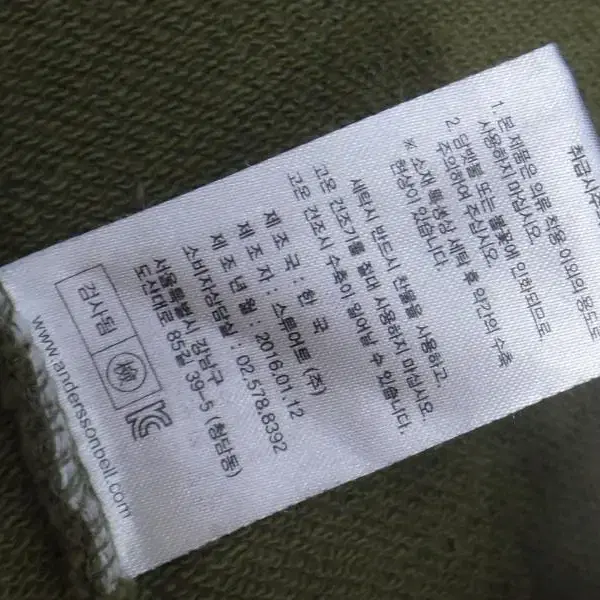 취급시주의
1. 본 제품은 의류 착용 이외의 용도로
사용하지 마십시오.
2. 담뱃불 또는 불꽃에 인화되므로
주의하여 주십시오.
※ 소재 특성상 세탁 후 약간의 수축
현상이 있습니다.
세탁시 반드시 찬물을 사용하고,
고온 건조기를 절대 사용하지 마십시오.
고온 건조시 수축이 일어날 수 있습니다.
제 조 국 : 한 국
제 조 자 : 스튜어트 (주)
제 조 년 월 : 2016.01.12
소비자상담실 : 02.578.8392
서울특별시 강남구
도산대로 85길 39-5 (청담동)
검사필 檢
www.anderssonbell.com